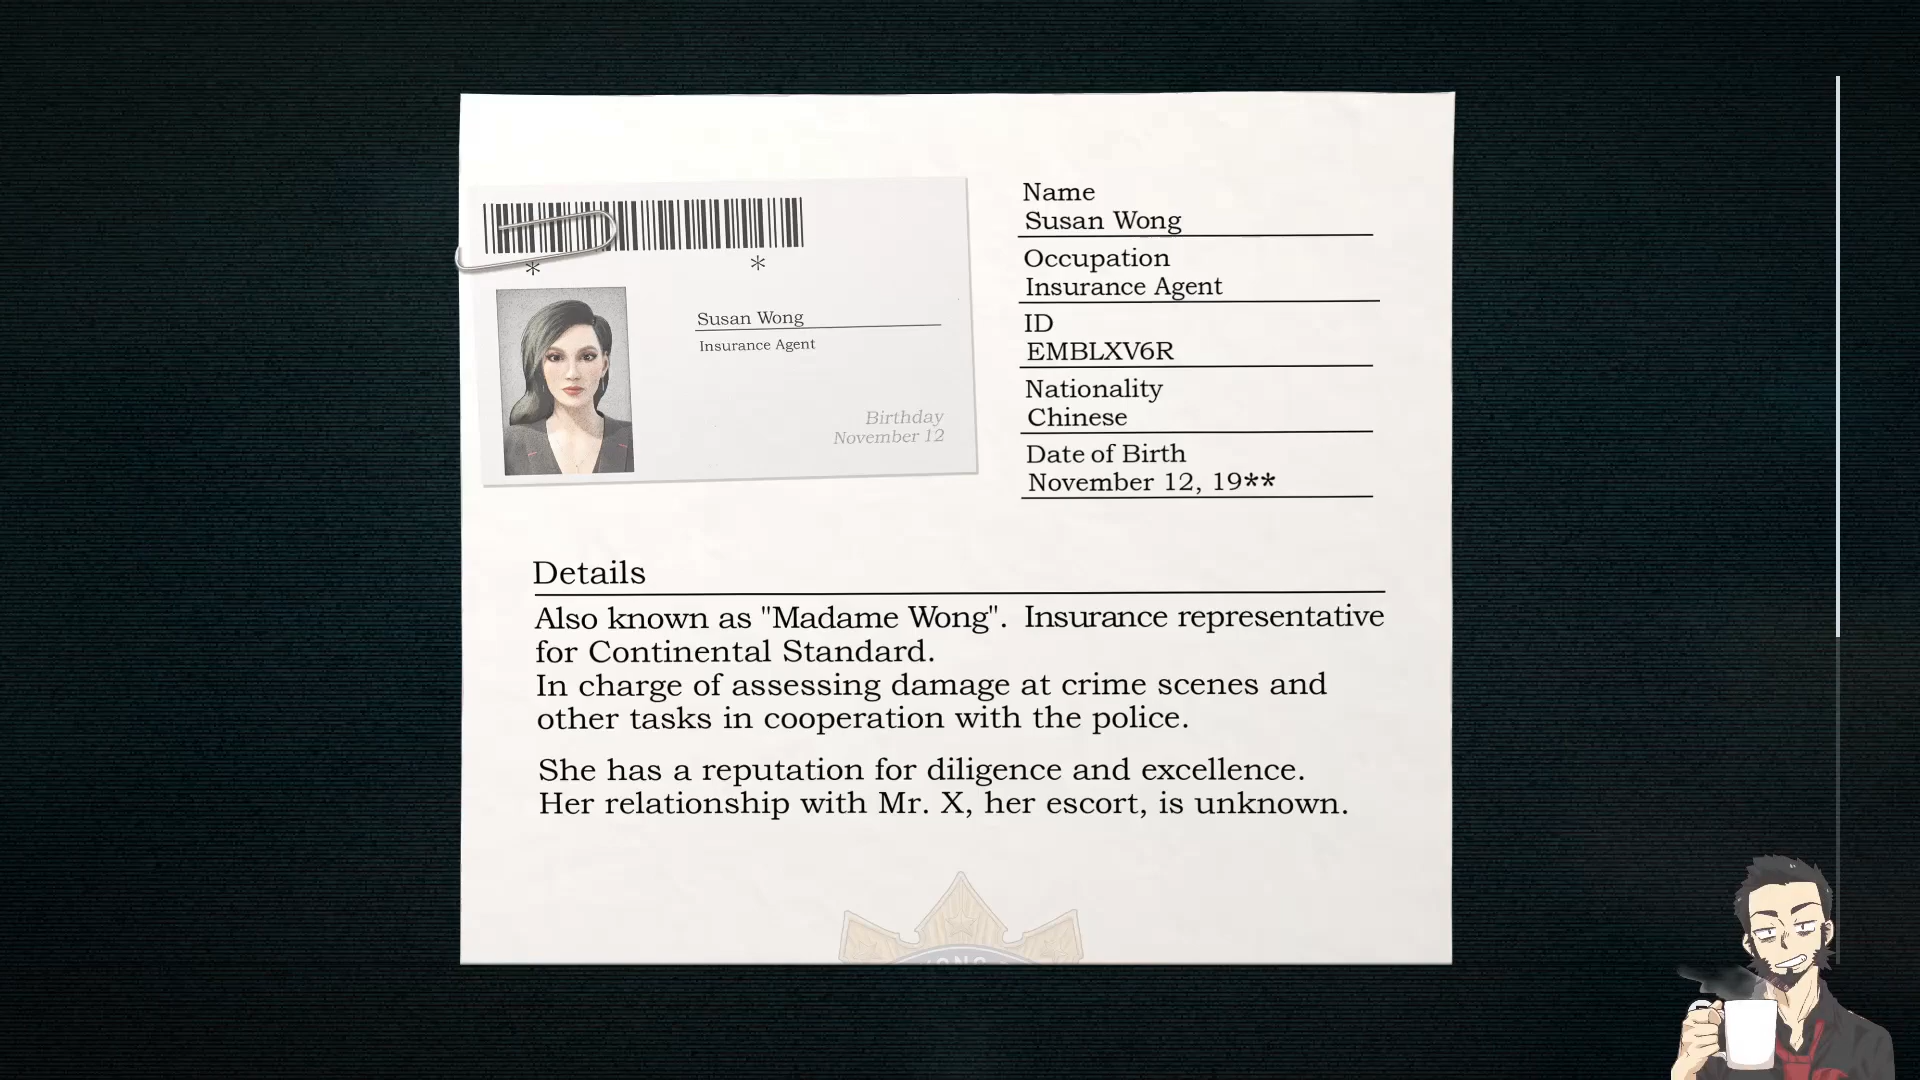 *
*
Susan Wong
Insurance Agent
Birthday
November 12
Name
Susan Wong
Occupation
Insurance Agent
ID
EMBLXV6R
Nationality
Chinese
Date of Birth
November 12, 19**
Details
Also known as "Madame Wong". Insurance representative
for Continental Standard.
In charge of assessing damage at crime scenes and
other tasks in cooperation with the police.
She has a reputation for diligence and excellence.
Her relationship with Mr. X, her escort, is unknown.